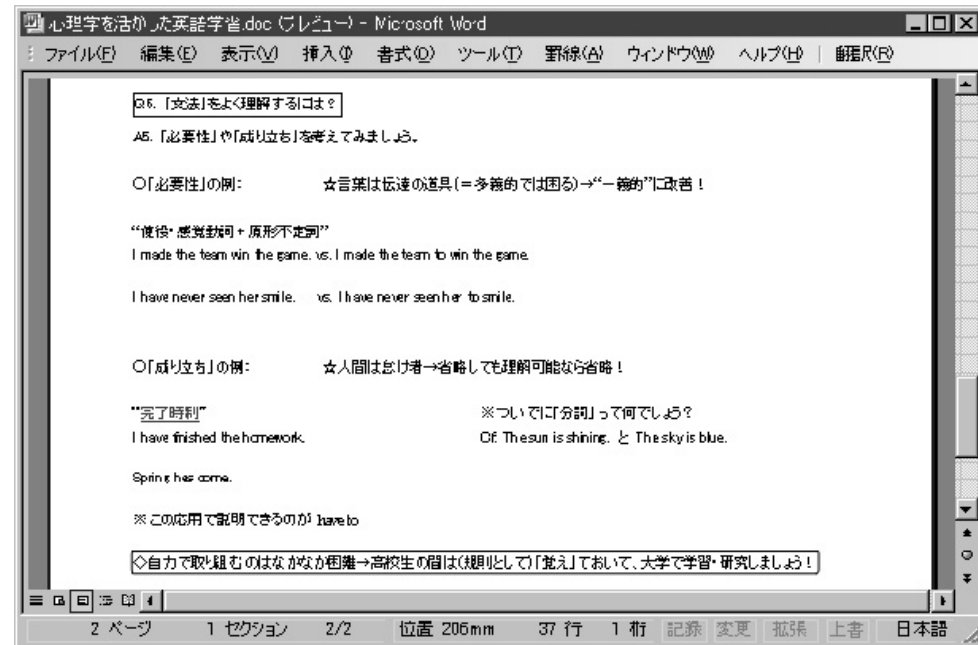 心理学を活かした英語学習.doc (プレビュー) - Microsoft Word
ファイル(F) 編集(E) 表示(V) 挿入(I) 書式(O) ツール(T) 罫線(A) ウィンドウ(W) ヘルプ(H) 翻訳(R)
Q5. 「文法」をよく理解するには?
A5. 「必要性」や「成り立ち」を考えてみましょう。
○「必要性」の例: ☆言葉は伝達の道具(=多義的では困る)→“一義的”に改善!
“使役・感覚動詞+原形不定詞”
I made the team win the game. vs. I made the team to win the game.
I have never seen her smile. vs. I have never seen her to smile.
○「成り立ち」の例: ☆人間は怠け者→省略しても理解可能なら省略!
“完了時制” ※ついでに「分詞」って何でしょう?
I have finished the homework. Cf. The sun is shining. と The sky is blue.
Spring has come.
※この応用で説明できるのが have to
◇自力で取り組むのはなかなか困難→高校生の間は(規則として)「覚え」ておいて、大学で学習・研究しましょう!
2 ページ 1 セクション 2/2 位置 206mm 37 行 1 桁 記録 変更 拡張 上書 日本語